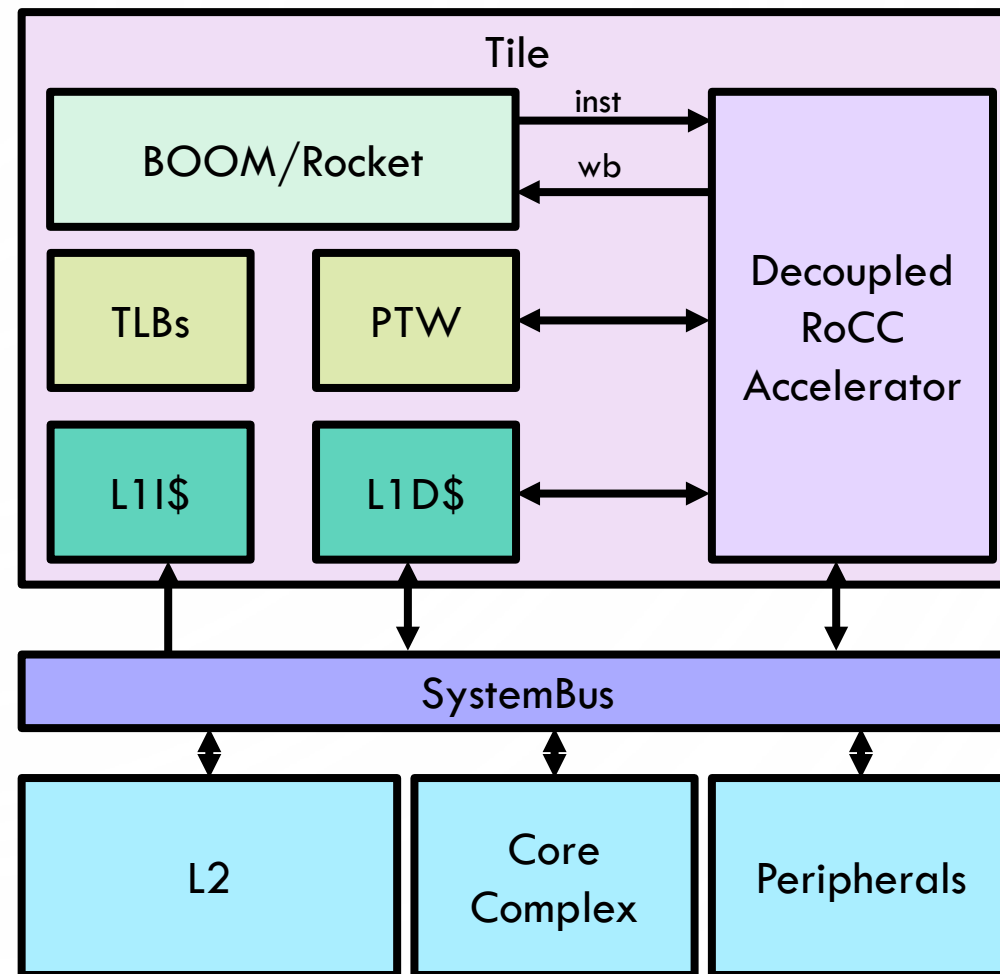 Tile
BOOM/Rocket
inst
wb
TLBs
PTW
Decoupled
RoCC
Accelerator
L1I$
L1D$
SystemBus
L2
Core
Complex
Peripherals